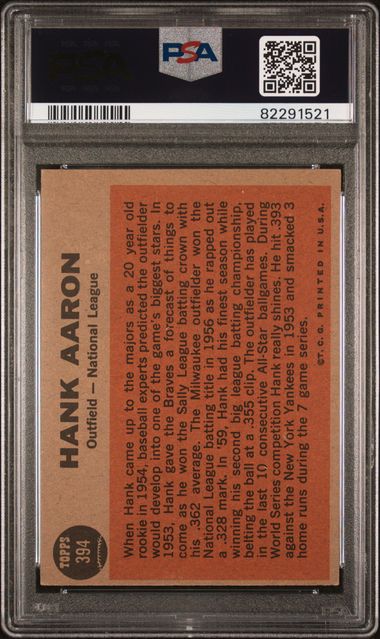 PSA
PSA
82291521
TOPPS
394
HANK AARON
Outfield — National League
When Hank came up to the majors as a 20 year old
rookie in 1954, baseball experts predicted the outfielder
would develop into one of the game's biggest stars. In
1953, Hank gave the Braves a forecast of things to
come as he won the Sally League batting crown with
his .362 average. The Milwaukee outfielder won the
National League batting title in 1956 as he rapped out
a .328 mark. In '59, Hank had his finest season while
winning his second big league batting championship,
belting the ball at a .355 clip. The outfielder has played
in the last 10 consecutive All-Star ballgames. During
World Series competition Hank really shines. He hit .393
against the New York Yankees in 1953 and smacked 3
home runs during the 7 game series.
©T.C.G. PRINTED IN U.S.A.